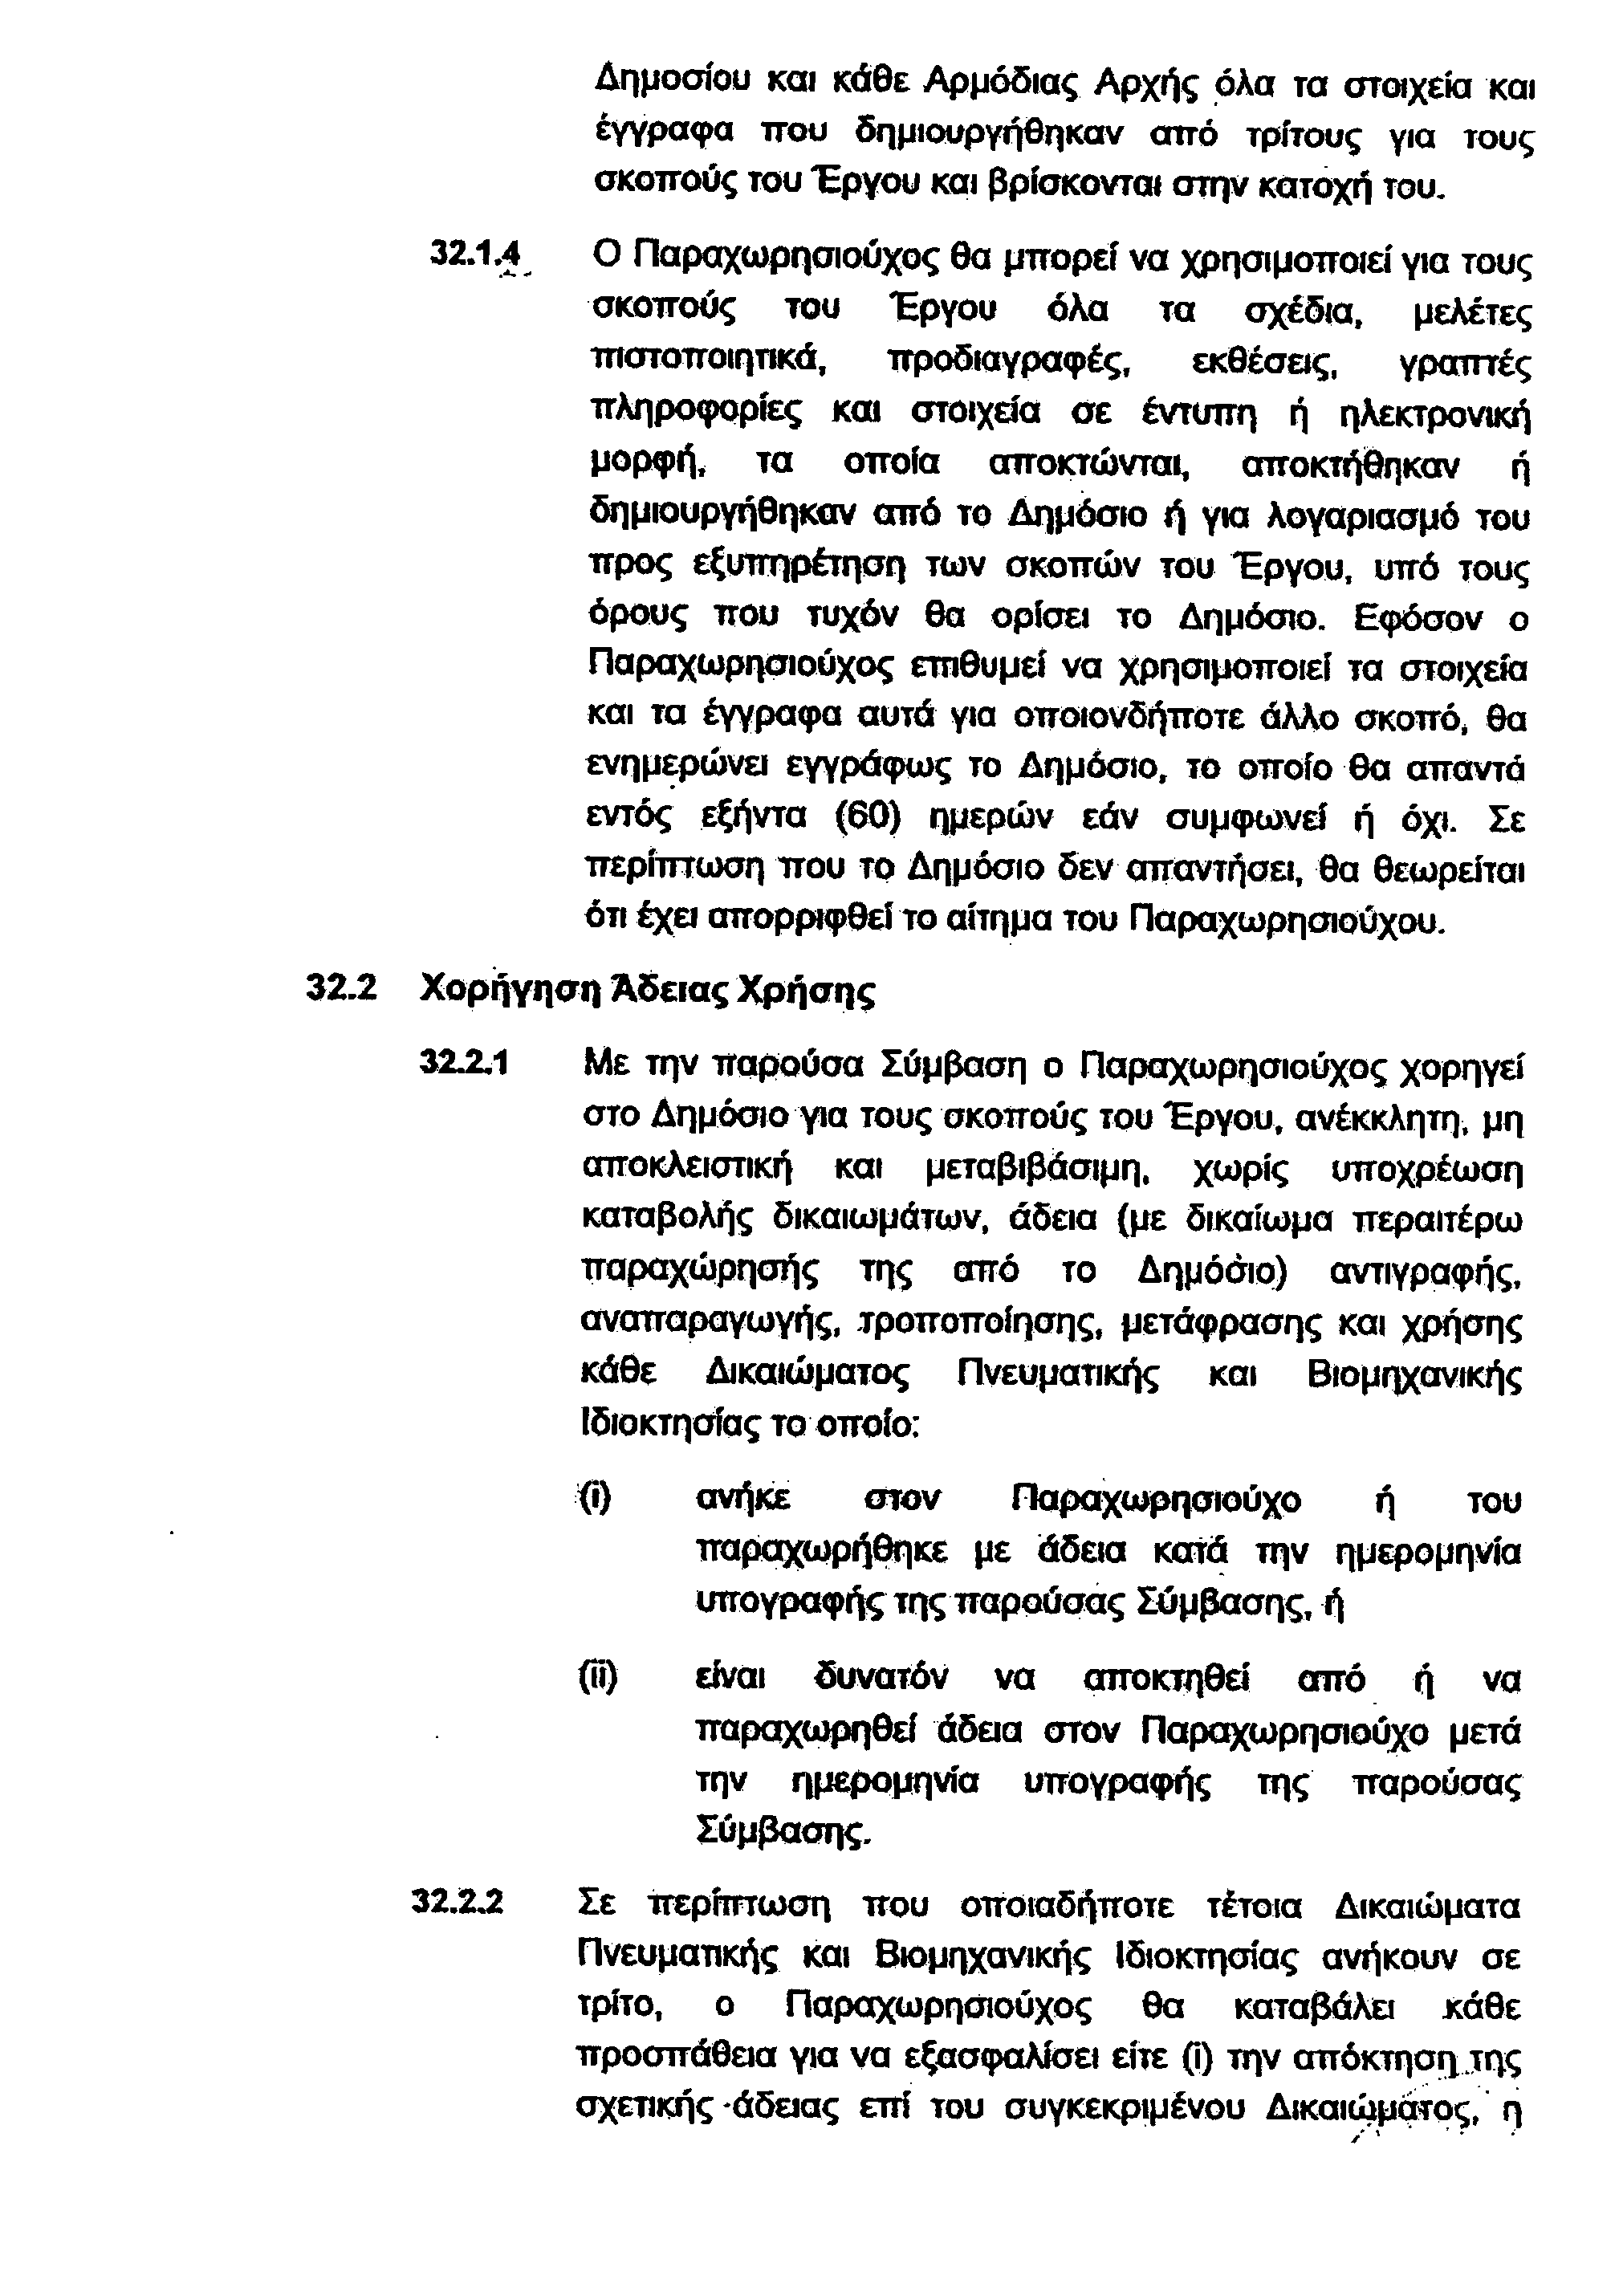 Δημοσίου και κάθε Αρμόδιας Αρχής όλα τα στοιχεία και
έγγραφα που δημιουργήθηκαν από τρίτους για τους
σκοπούς του Έργου και βρίσκονται στην κατοχή του.
32.1.4 Ο Παραχωρησιούχος θα μπορεί να χρησιμοποιεί για τους
σκοπούς του Έργου όλα τα σχέδια, μελέτες
πιστοποιητικά, προδιαγραφές, εκθέσεις, γραπτές
πληροφορίες και στοιχεία σε έντυπη ή ηλεκτρονική
μορφή, τα οποία αποκτώνται, αποκτήθηκαν ή
δημιουργήθηκαν από το Δημόσιο ή για λογαριασμό του
προς εξυπηρέτηση των σκοπών του Έργου, υπό τους
όρους που τυχόν θα ορίσει το Δημόσιο. Εφόσον ο
Παραχωρησιούχος επιθυμεί να χρησιμοποιεί τα στοιχεία
και τα έγγραφα αυτά για οποιονδήποτε άλλο σκοπό, θα
ενημερώνει εγγράφως το Δημόσιο, το οποίο θα απαντά
εντός εξήντα (60) ημερών εάν συμφωνεί ή όχι. Σε
περίπτωση που το Δημόσιο δεν απαντήσει, θα θεωρείται
ότι έχει απορριφθεί το αίτημα του Παραχωρησιούχου.
32.2 Χορήγηση Άδειας Χρήσης
32.2.1 Με την παρούσα Σύμβαση ο Παραχωρησιούχος χορηγεί
στο Δημόσιο για τους σκοπούς του Έργου, ανέκκλητη, μη
αποκλειστική και μεταβιβάσιμη, χωρίς υποχρέωση
καταβολής δικαιωμάτων, άδεια (με δικαίωμα περαιτέρω
παραχώρησής της από το Δημόσιο) αντιγραφής,
αναπαραγωγής, τροποποίησης, μετάφρασης και χρήσης
κάθε Δικαιώματος Πνευματικής και Βιομηχανικής
Ιδιοκτησίας το οποίο:
(i) ανήκε στον Παραχωρησιούχο ή του
παραχωρήθηκε με άδεια κατά την ημερομηνία
υπογραφής της παρούσας Σύμβασης, ή
(ii) είναι δυνατόν να αποκτηθεί από ή να
παραχωρηθεί άδεια στον Παραχωρησιούχο μετά
την ημερομηνία υπογραφής της παρούσας
Σύμβασης.
32.2.2 Σε περίπτωση που οποιαδήποτε τέτοια Δικαιώματα
Πνευματικής και Βιομηχανικής Ιδιοκτησίας ανήκουν σε
τρίτο, ο Παραχωρησιούχος θα καταβάλει κάθε
προσπάθεια για να εξασφαλίσει είτε (i) την απόκτηση της
σχετικής άδειας επί του συγκεκριμένου Δικαιώματος, η